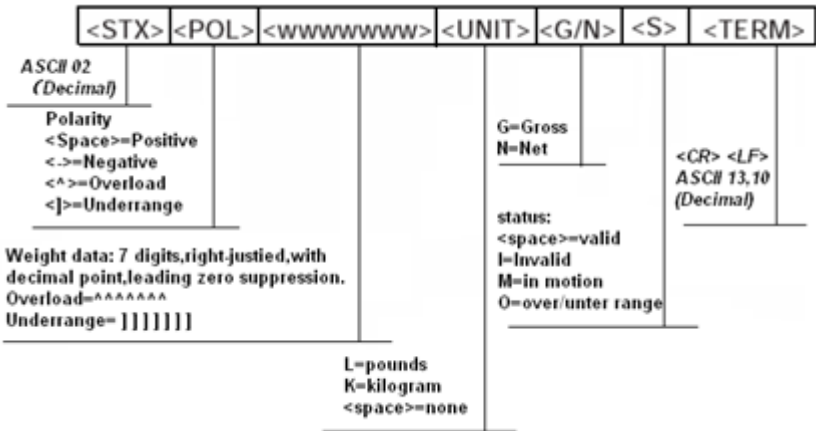 <STX> <POL> <wwwwwww> <UNIT> <G/N> <S> <TERM>
ASCII 02
(Decimal)
Polarity
<Space>=Positive
<->=Negative
<^>=Overload
<]>=Underrange
G=Gross
N=Net
<CR> <LF>
ASCII 13,10
(Decimal)
status:
<space>=valid
I=Invalid
M=in motion
O=over/unter range
Weight data: 7 digits,right-justied,with
decimal point,leading zero suppression.
Overload=^^^^^^^
Underrange= ] ] ] ] ] ] ]
L=pounds
K=kilogram
<space>=none